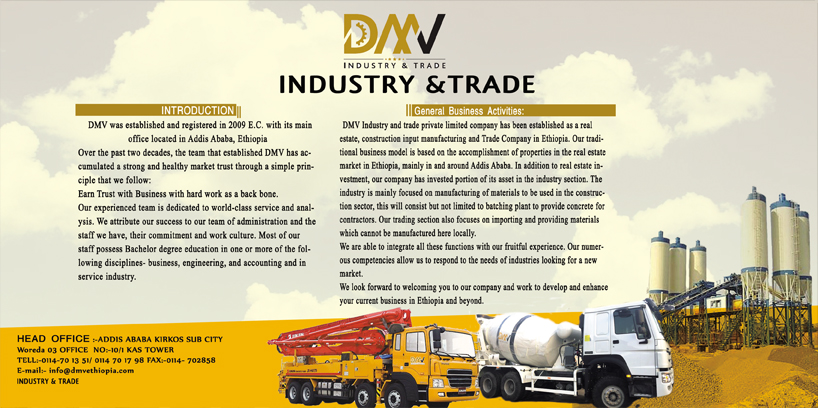 DMV
INDUSTRY & TRADE
INDUSTRY &TRADE
INTRODUCTION
DMV was established and registered in 2009 E.C. with its main
office located in Addis Ababa, Ethiopia
Over the past two decades, the team that established DMV has ac-
cumulated a strong and healthy market trust through a simple prin-
ciple that we follow:
Earn Trust with Business with hard work as a back bone.
Our experienced team is dedicated to world-class service and anal-
ysis. We attribute our success to our team of administration and the
staff we have, their commitment and work culture. Most of our
staff possess Bachelor degree education in one or more of the fol-
lowing disciplines- business, engineering, and accounting and in
service industry.
General Business Activities:
DMV Industry and trade private limited company has been established as a real
estate, construction input manufacturing and Trade Company in Ethiopia. Our tradi-
tional business model is based on the accomplishment of properties in the real estate
market in Ethiopia, mainly in and around Addis Ababa. In addition to real estate in-
vestment, our company has invested portion of its asset in the industry section. The
industry is mainly focused on manufacturing of materials to be used in the construc-
tion sector, this will consist but not limited to batching plant to provide concrete for
contractors. Our trading section also focuses on importing and providing materials
which cannot be manufactured here locally.
We are able to integrate all these functions with our fruitful experience. Our numer-
ous competencies allow us to respond to the needs of industries looking for a new
market.
We look forward to welcoming you to our company and work to develop and enhance
your current business in Ethiopia and beyond.
HEAD OFFICE :-ADDIS ABABA KIRKOS SUB CITY
Woreda 03 OFFICE NO:-10/1 KAS TOWER
TELL:-0114-70 13 51/ 0114 70 17 98 FAX:-0114- 702858
E-mail:- info@dmvethiopia.com
INDUSTRY & TRADE